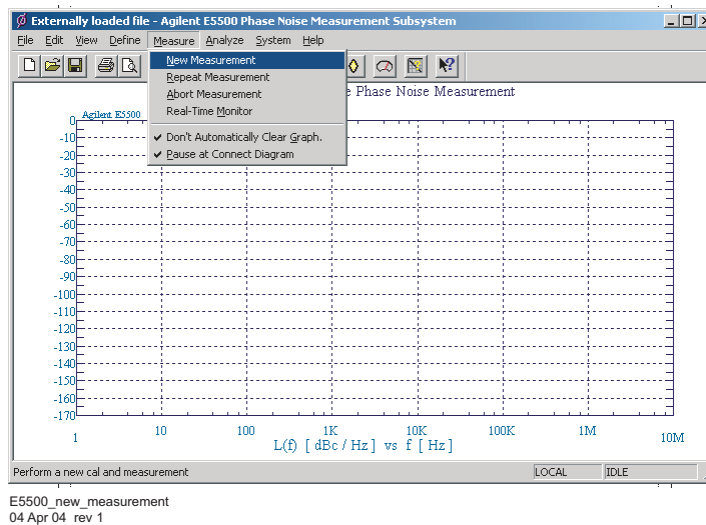 Externally loaded file - Agilent E5500 Phase Noise Measurement Subsystem
File Edit View Define Measure Analyze System Help
New Measurement
Repeat Measurement
Abort Measurement
Real-Time Monitor
✔ Don't Automatically Clear Graph.
✔ Pause at Connect Diagram
Phase Noise Measurement
Agilent E5500
0
-10
-20
-30
-40
-50
-60
-70
-80
-90
-100
-110
-120
-130
-140
-150
-160
-170
1 10 100 1K 10K 100K 1M 10M
L(f) [ dBc / Hz ] vs f [ Hz ]
Perform a new cal and measurement LOCAL IDLE
E5500_new_measurement
04 Apr 04 rev 1